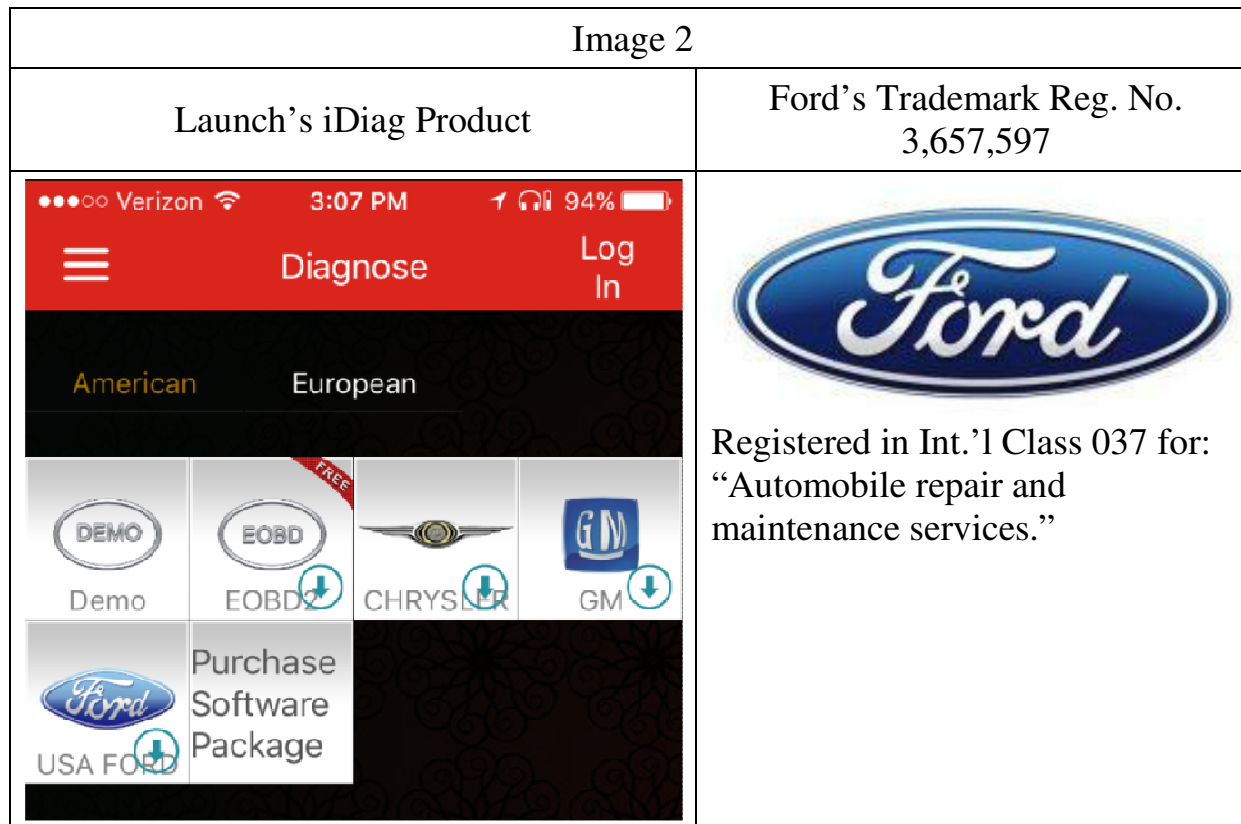 Image 2
Launch’s iDiag Product
Ford’s Trademark Reg. No.
3,657,597
Verizon 3:07 PM 94%
Diagnose
Log
In
American European
DEMO EOBD FREE GM
Demo EOBD2 CHRYSLER GM
Ford
USA FORD
Purchase
Software
Package
Ford
Registered in Int.’l Class 037 for:
“Automobile repair and
maintenance services.”